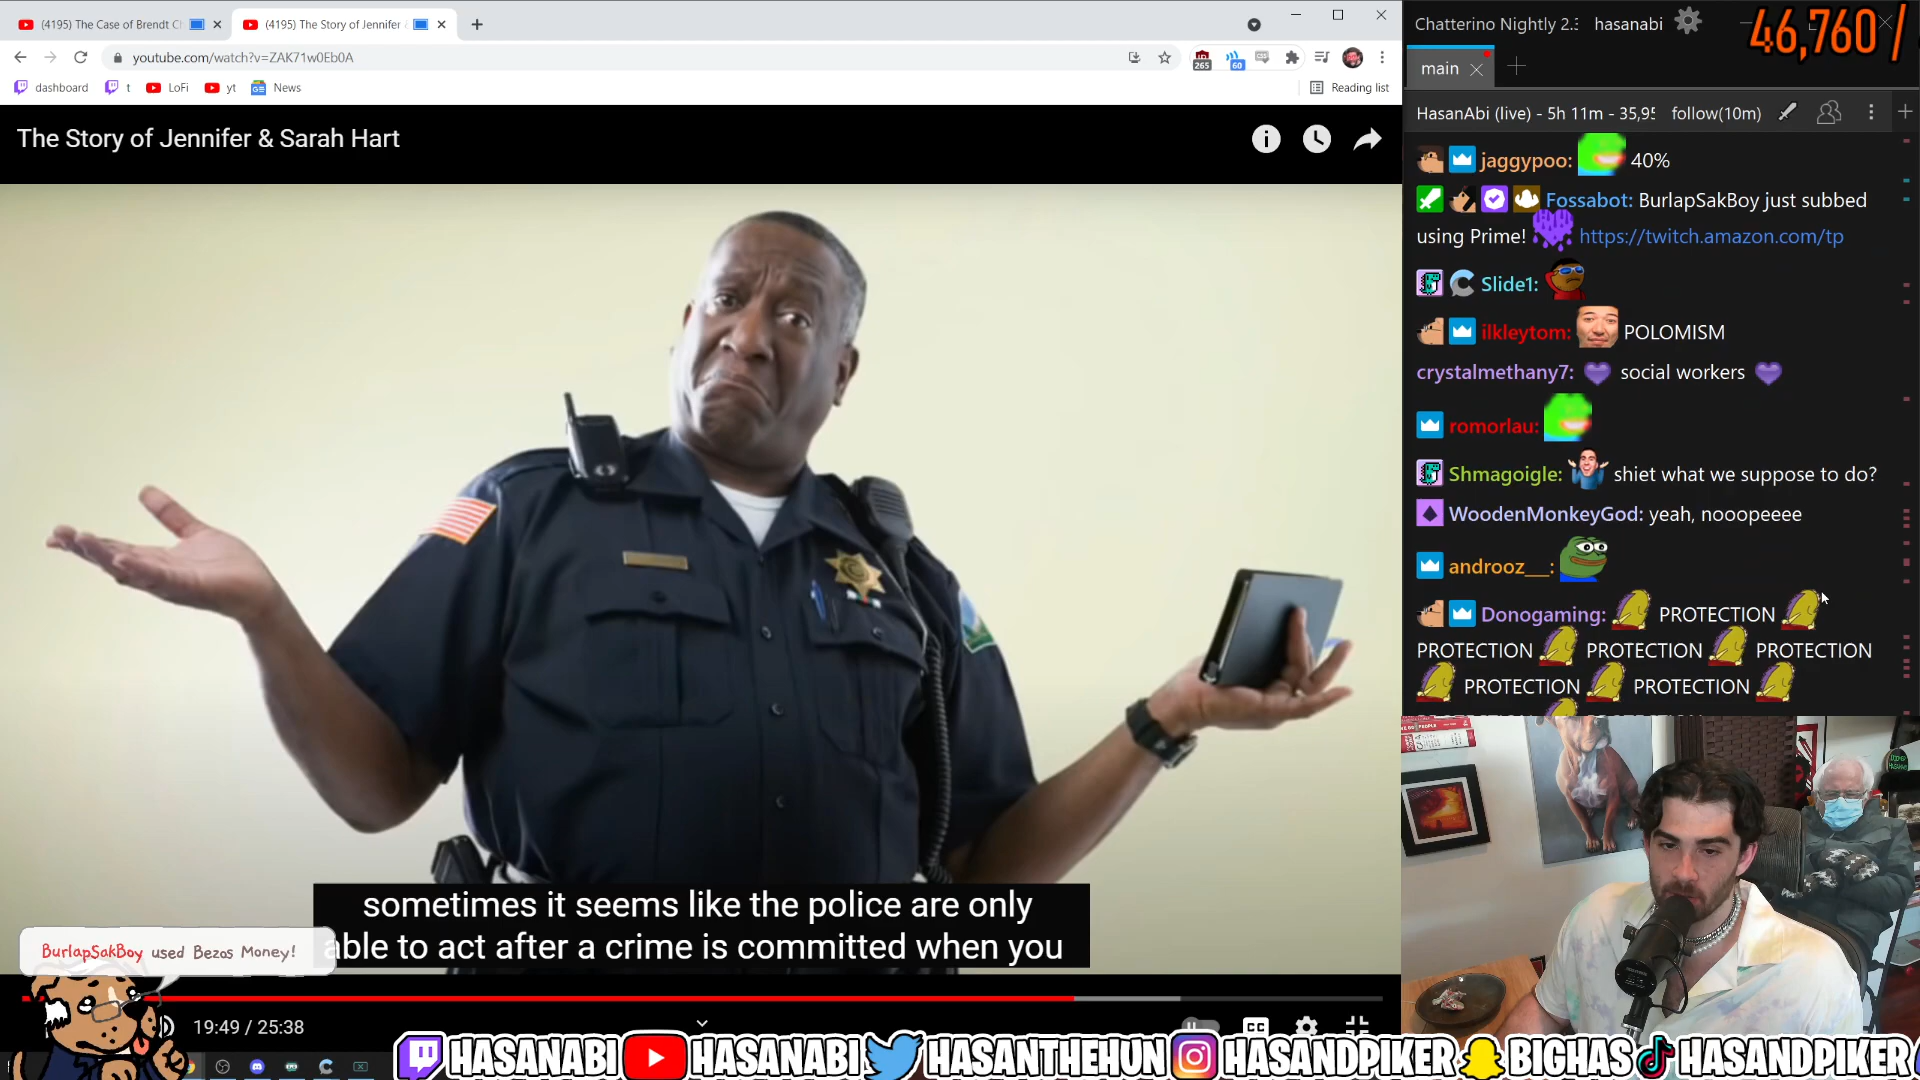 (4195) The Case of Brendt C
(4195) The Story of Jennifer
youtube.com/watch?v=ZAK71w0Eb0A
265
60
dashboard
t
LoFi
yt
News
Reading list
The Story of Jennifer & Sarah Hart
sometimes it seems like the police are only
able to act after a crime is committed when you
BurlapSakBoy used Bezos Money!
19:49 / 25:38
CC
Chatterino Nightly 2.
hasanabi
46,760 /
main
HasanAbi (live) - 5h 11m - 35,95
follow(10m)
jaggypoo: 40%
Fossabot: BurlapSakBoy just subbed
using Prime! https://twitch.amazon.com/tp
Slide1:
ilkleytom: POLOMISM
crystalmethany7: social workers
romorlau:
Shmagoigle: shiet what we suppose to do?
WoodenMonkeyGod: yeah, nooopeeee
androoz__:
Donogaming: PROTECTION
PROTECTION PROTECTION PROTECTION
PROTECTION PROTECTION
HASANABI HASANABI HASANTHEHUN HASANDPIKER BIGHAS HASANDPIKER